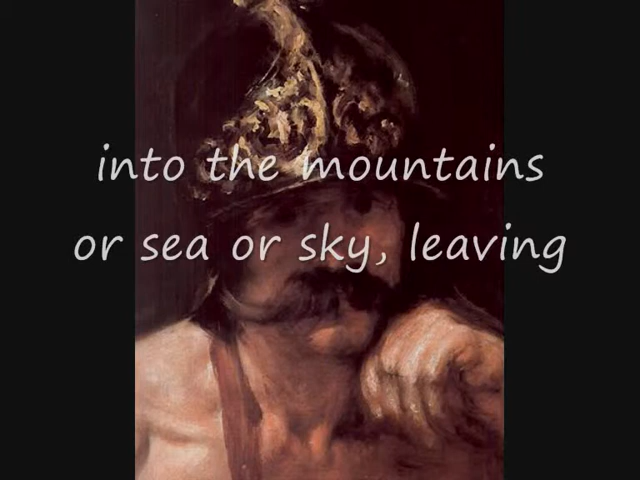 into the mountains
or sea or sky, leaving